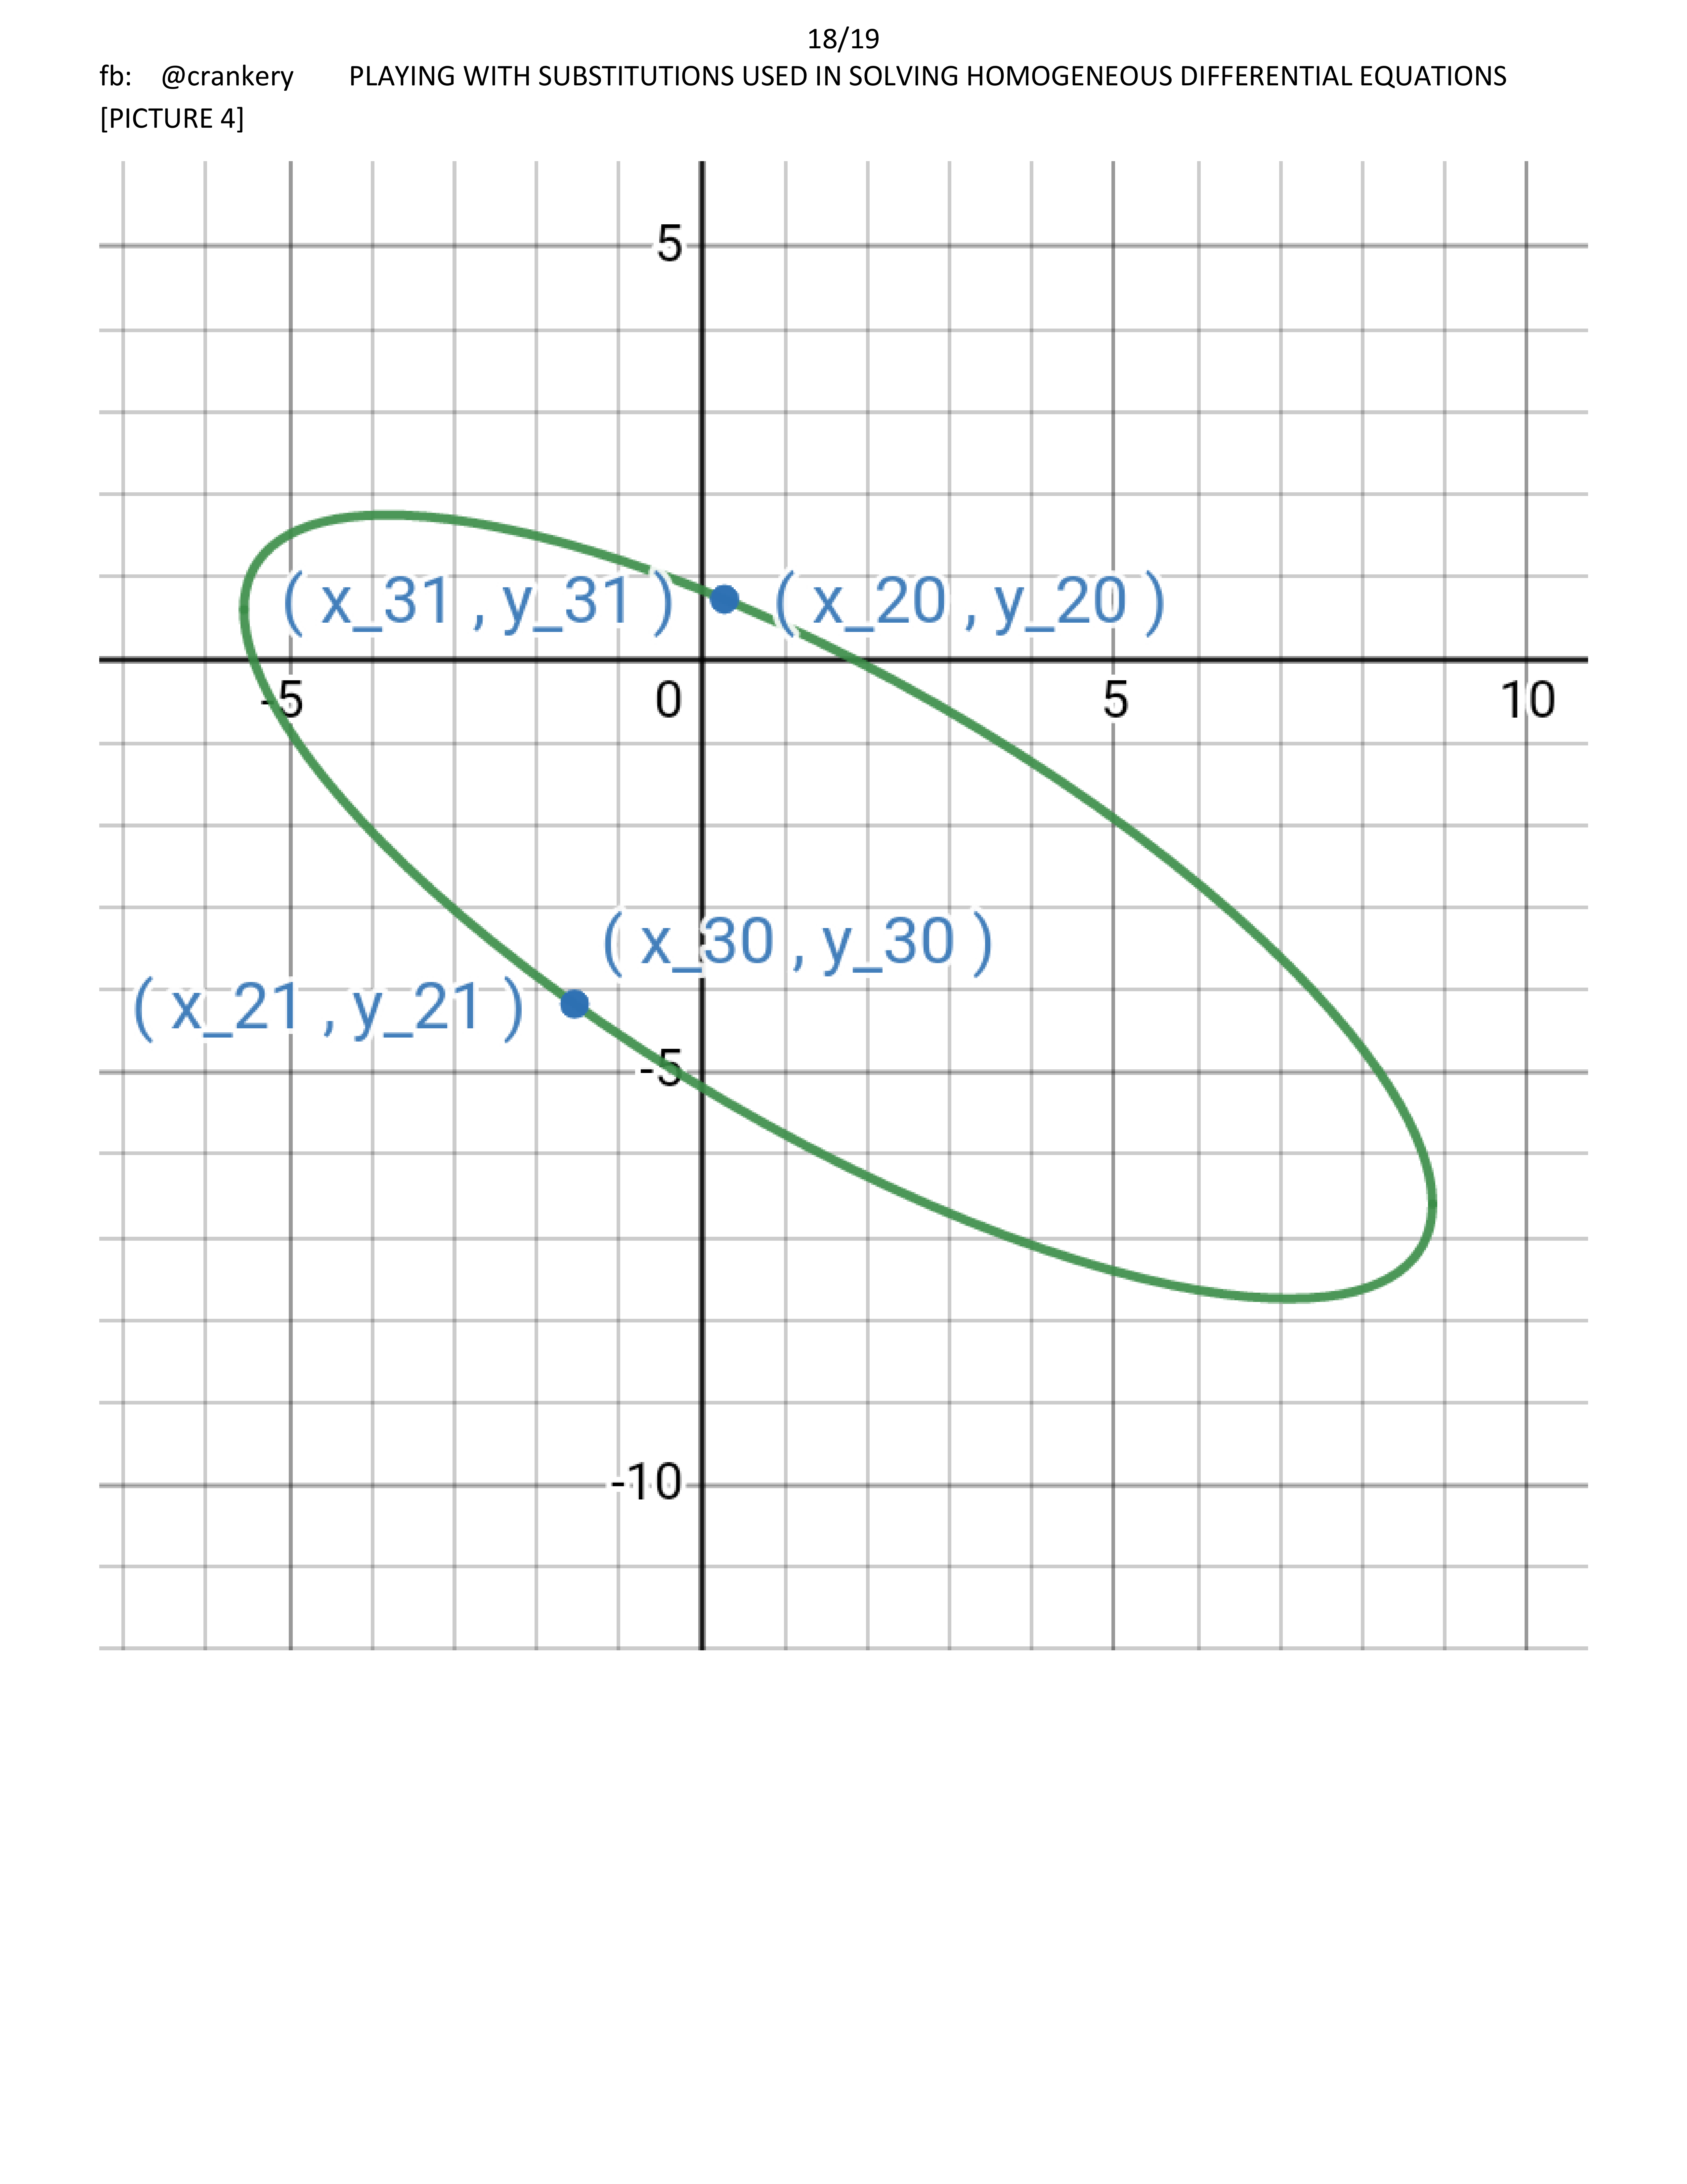 18/19
fb: @crankery PLAYING WITH SUBSTITUTIONS USED IN SOLVING HOMOGENEOUS DIFFERENTIAL EQUATIONS
[PICTURE 4]
5
( x_31 , y_31 ) ( x_20 , y_20 )
-5 0 5 10
( x_30 , y_30 )
( x_21 , y_21 )
-5
-10